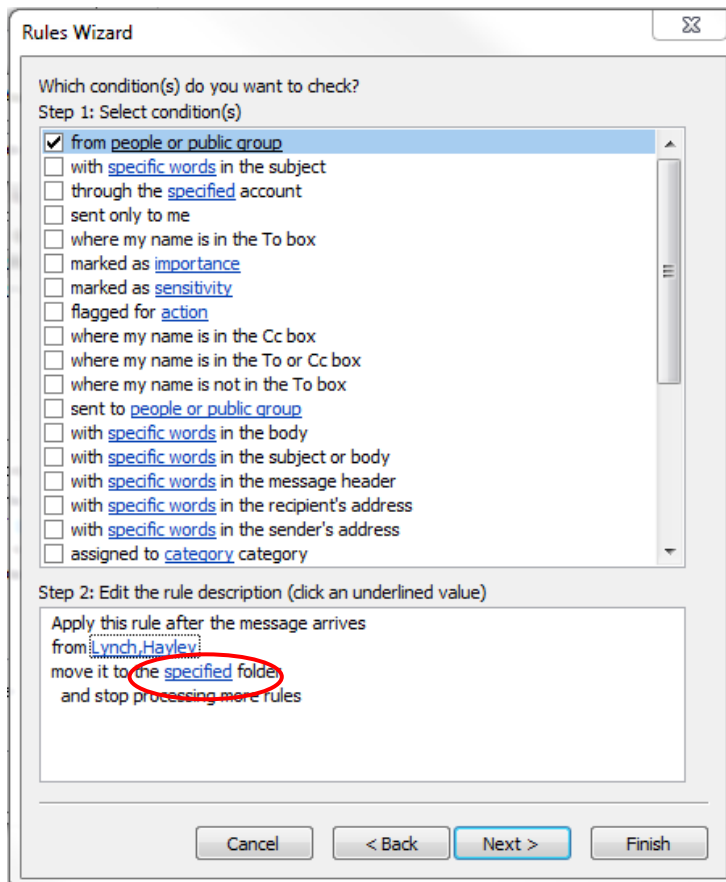 Rules Wizard
Which condition(s) do you want to check?
Step 1: Select condition(s)
from people or public group
with specific words in the subject
through the specified account
sent only to me
where my name is in the To box
marked as importance
marked as sensitivity
flagged for action
where my name is in the Cc box
where my name is in the To or Cc box
where my name is not in the To box
sent to people or public group
with specific words in the body
with specific words in the subject or body
with specific words in the message header
with specific words in the recipient's address
with specific words in the sender's address
assigned to category category
Step 2: Edit the rule description (click an underlined value)
Apply this rule after the message arrives
from Lynch,Hayley
move it to the specified folder
and stop processing more rules
Cancel
< Back
Next >
Finish